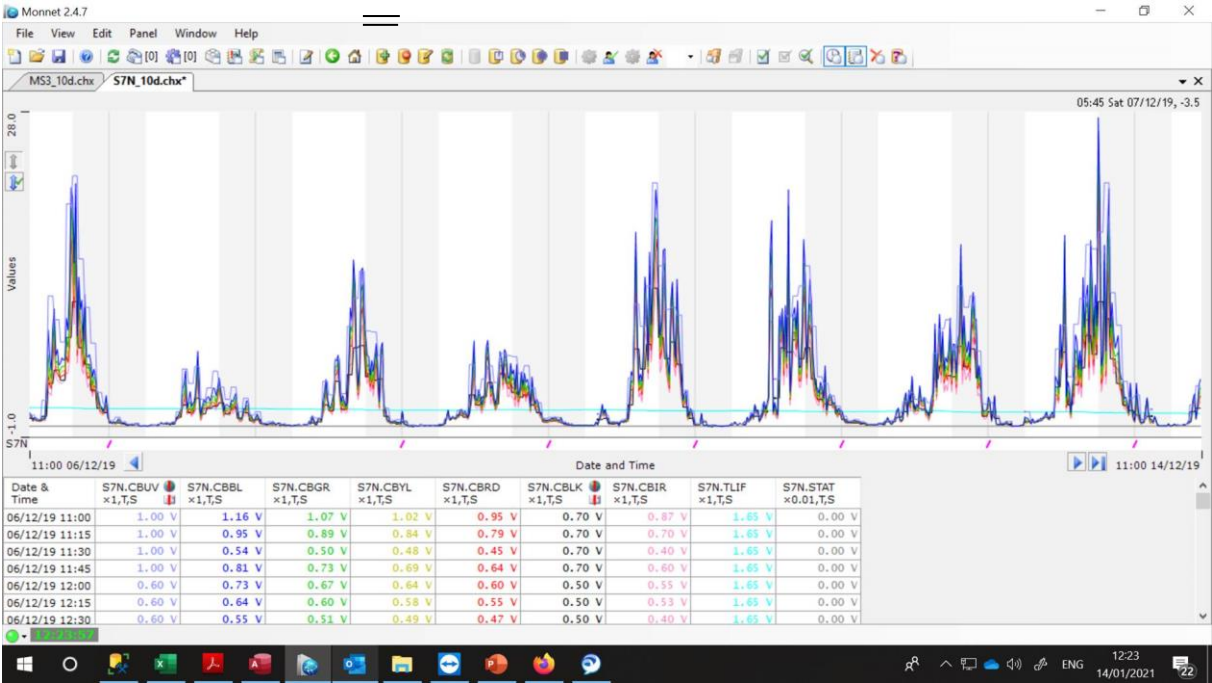 Monnet 2.4.7
File View Edit Panel Window Help
[0] [0]
MS3_10d.chx S7N_10d.chx*
05:45 Sat 07/12/19, -3.5
28.0
Values
-1.0
S7N
11:00 06/12/19 Date and Time 11:00 14/12/19
Date & Time S7N.CBUV ×1,T,S S7N.CBBL ×1,T,S S7N.CBGR ×1,T,S S7N.CBYL ×1,T,S S7N.CBRD ×1,T,S S7N.CBLK ×1,T,S S7N.CBIR ×1,T,S S7N.TLIF ×1,T,S S7N.STAT ×0.01,T,S
06/12/19 11:00 1.00 V 1.16 V 1.07 V 1.02 V 0.95 V 0.70 V 0.87 V 1.65 V 0.00 V
06/12/19 11:15 1.00 V 0.95 V 0.89 V 0.84 V 0.79 V 0.70 V 0.70 V 1.65 V 0.00 V
06/12/19 11:30 1.00 V 0.54 V 0.50 V 0.48 V 0.45 V 0.70 V 0.40 V 1.65 V 0.00 V
06/12/19 11:45 1.00 V 0.81 V 0.73 V 0.69 V 0.64 V 0.70 V 0.60 V 1.65 V 0.00 V
06/12/19 12:00 0.60 V 0.73 V 0.67 V 0.64 V 0.60 V 0.50 V 0.55 V 1.65 V 0.00 V
06/12/19 12:15 0.60 V 0.64 V 0.60 V 0.58 V 0.55 V 0.50 V 0.53 V 1.65 V 0.00 V
06/12/19 12:30 0.60 V 0.55 V 0.51 V 0.49 V 0.47 V 0.50 V 0.40 V 1.65 V 0.00 V
12:23:57
ENG 12:23
14/01/2021 22